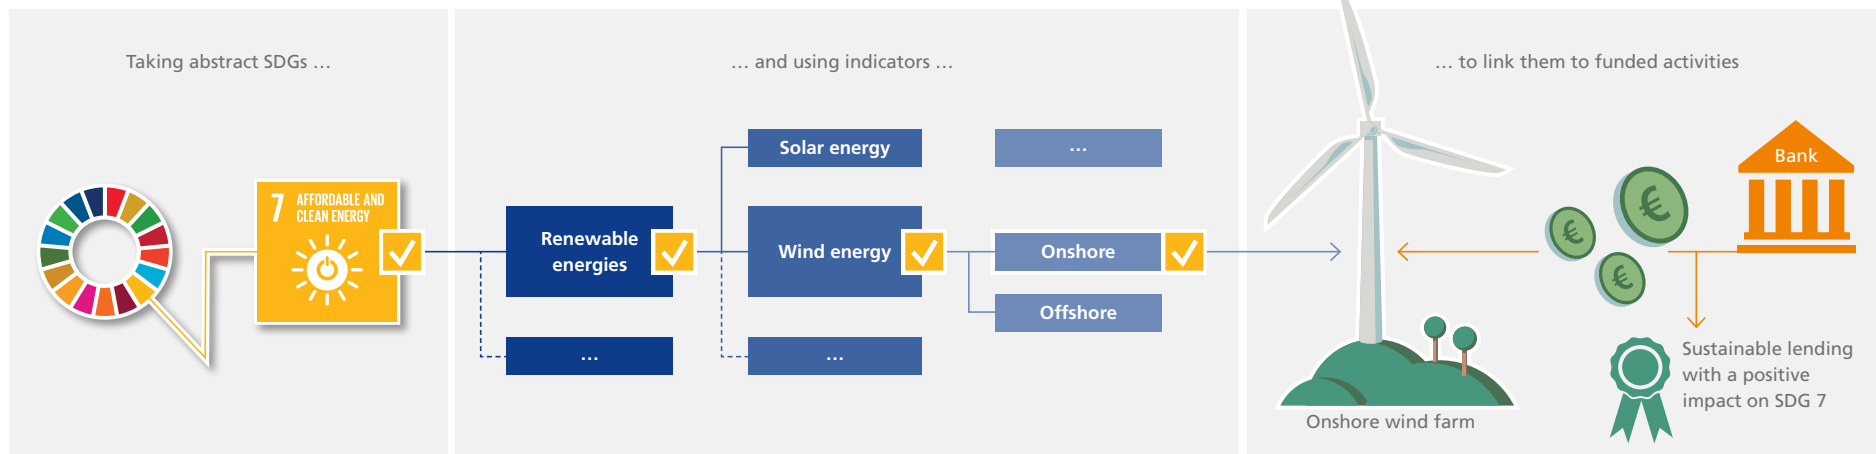 Taking abstract SDGs …
… and using indicators …
… to link them to funded activities
7 AFFORDABLE AND
CLEAN ENERGY
Renewable
energies
…
Solar energy
Wind energy
…
…
Onshore
Offshore
Onshore wind farm
€
€
€
Bank
Sustainable lending
with a positive
impact on SDG 7